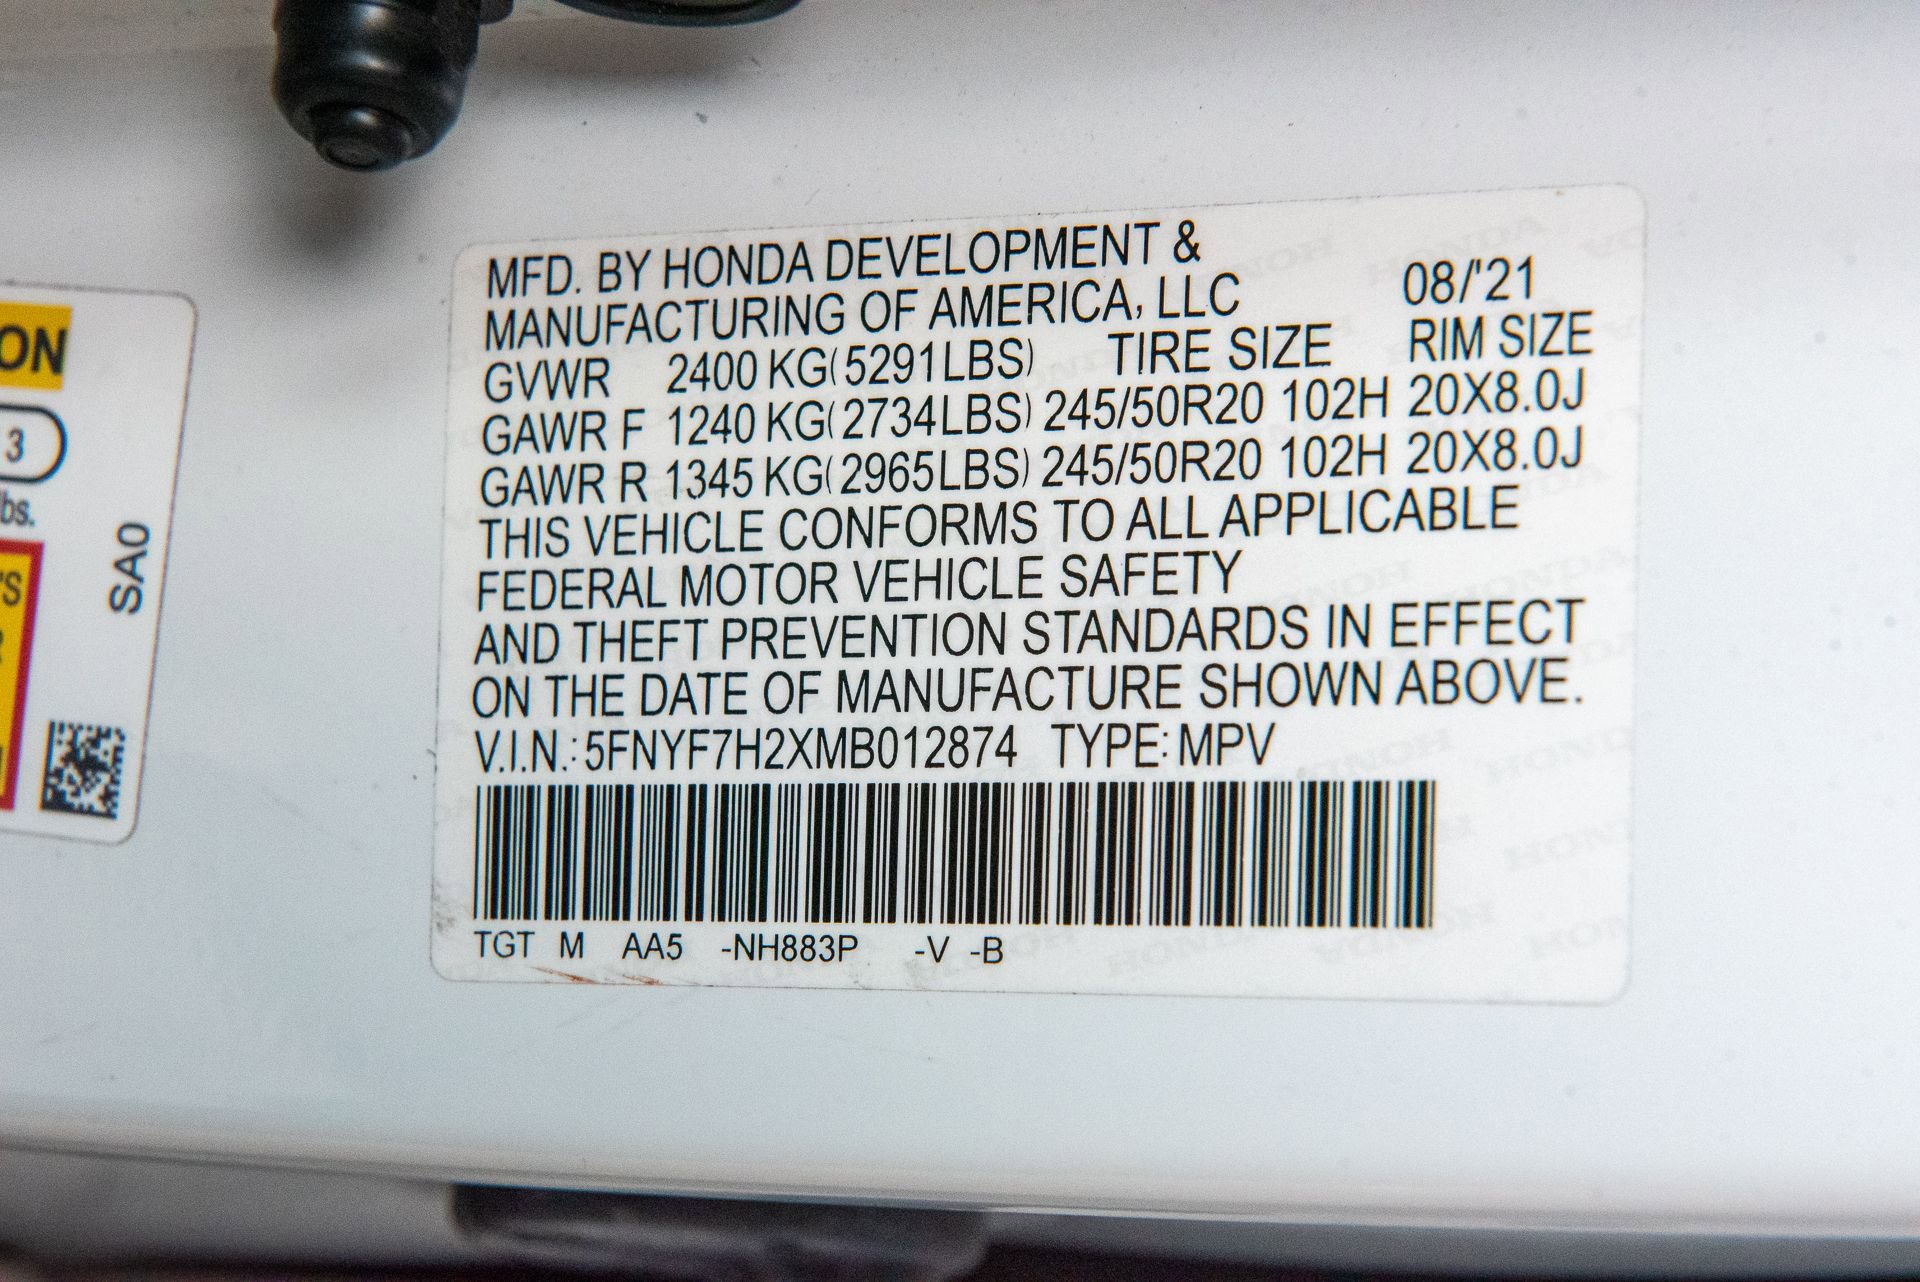 ON
3
lbs.
'S
SA0
MFD. BY HONDA DEVELOPMENT &
MANUFACTURING OF AMERICA, LLC 08/'21
GVWR 2400 KG(5291LBS) TIRE SIZE RIM SIZE
GAWR F 1240 KG(2734LBS) 245/50R20 102H 20X8.0J
GAWR R 1345 KG(2965LBS) 245/50R20 102H 20X8.0J
THIS VEHICLE CONFORMS TO ALL APPLICABLE
FEDERAL MOTOR VEHICLE SAFETY
AND THEFT PREVENTION STANDARDS IN EFFECT
ON THE DATE OF MANUFACTURE SHOWN ABOVE.
V.I.N.: 5FNYF7H2XMB012874 TYPE: MPV
TGT M AA5 -NH883P -V -B